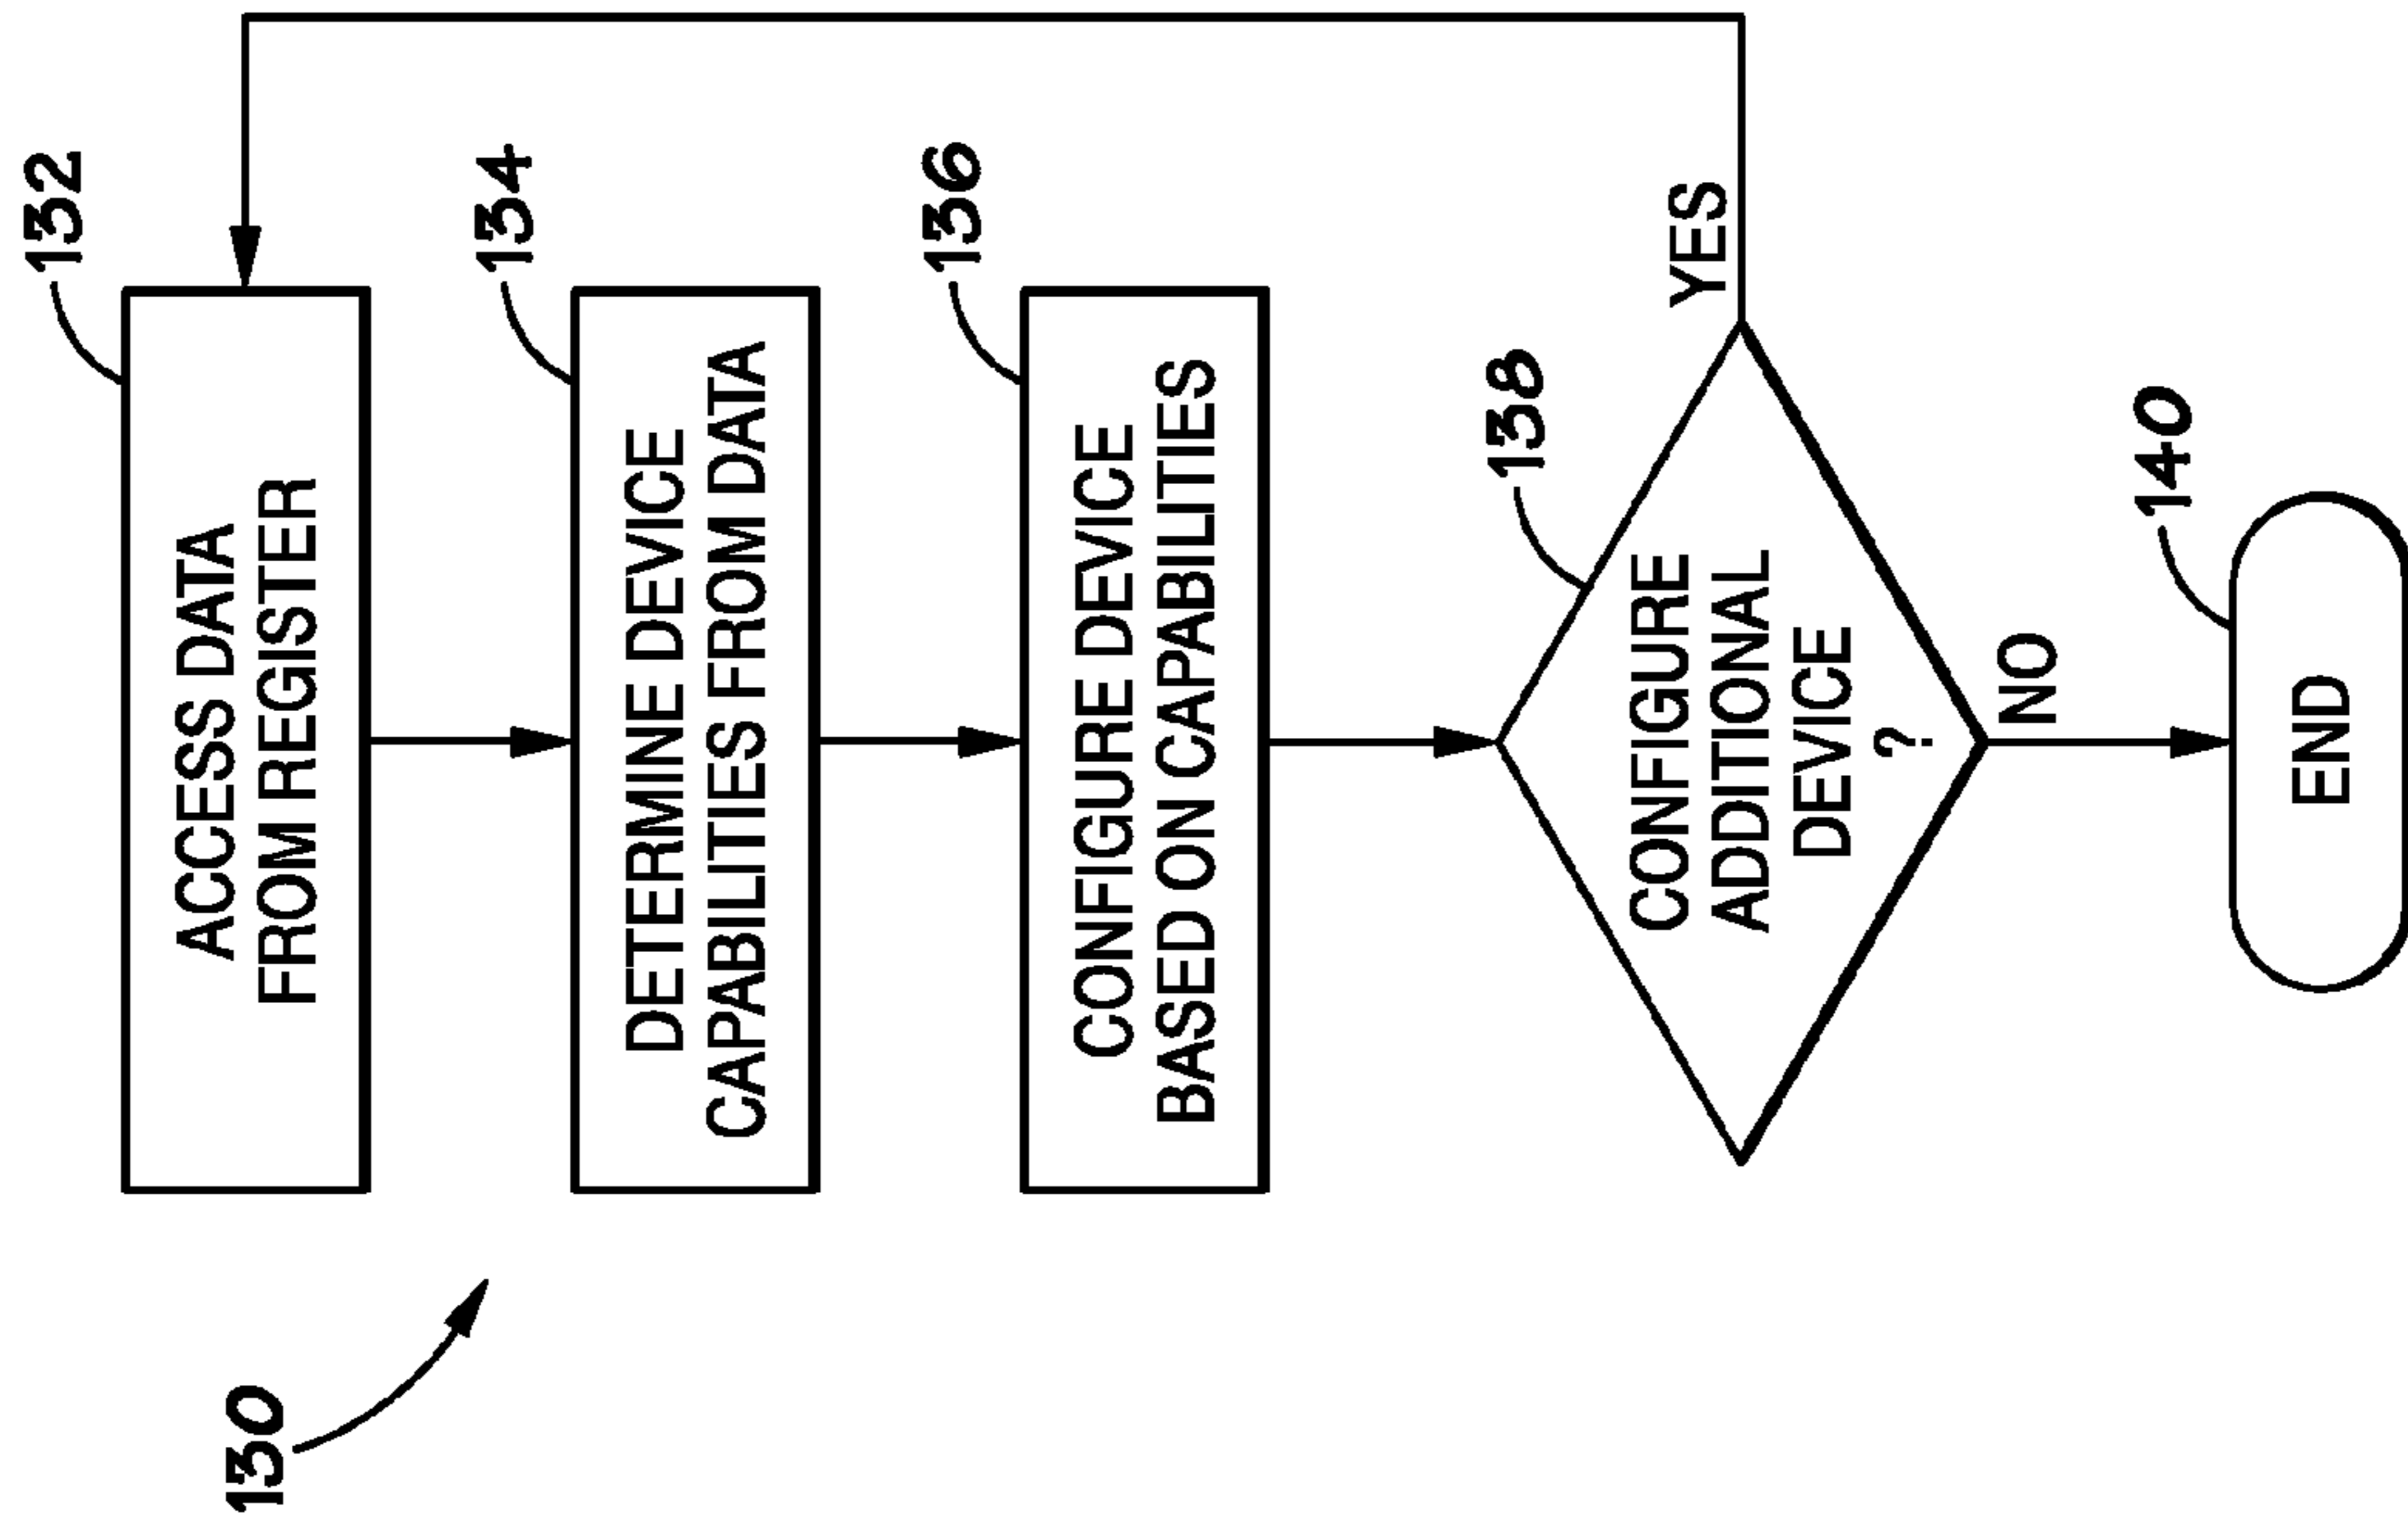 130
132
ACCESS DATA
FROM REGISTER
134
DETERMINE DEVICE
CAPABILITIES FROM DATA
136
CONFIGURE DEVICE
BASED ON CAPABILITIES
138
CONFIGURE
ADDITIONAL
DEVICE
?
YES
NO
140
END